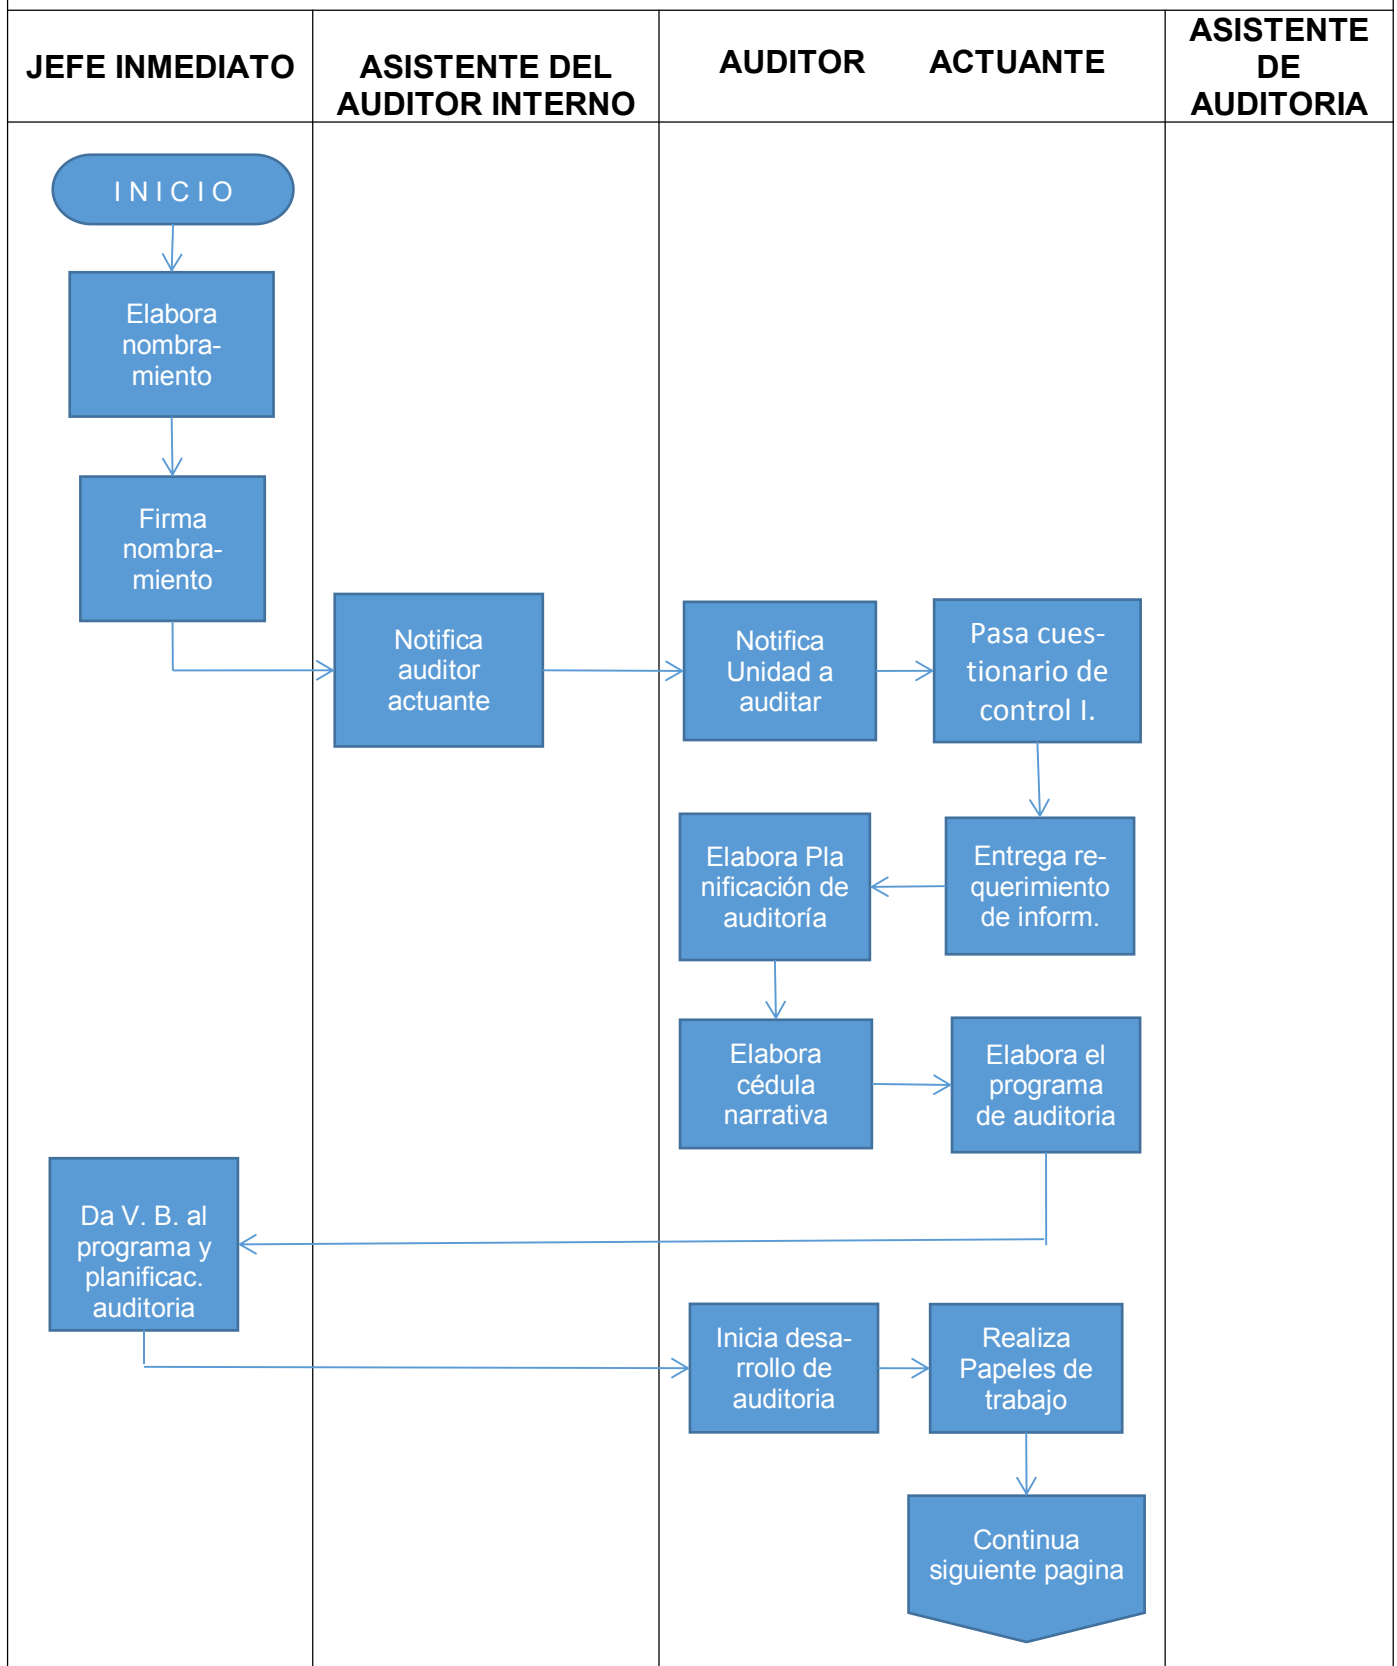 JEFE INMEDIATO
ASISTENTE DEL
AUDITOR INTERNO
AUDITOR ACTUANTE
ASISTENTE
DE
AUDITORIA
I N I C I O
Elabora
nombra-
miento
Firma
nombra-
miento
Notifica
auditor
actuante
Notifica
Unidad a
auditar
Pasa cues-
tionario de
control I.
Entrega re-
querimiento
de inform.
Elabora Pla
nificación de
auditoría
Elabora
cédula
narrativa
Elabora el
programa
de auditoria
Da V. B. al
programa y
planificac.
auditoria
Inicia desa-
rrollo de
auditoria
Realiza
Papeles de
trabajo
Continua
siguiente pagina